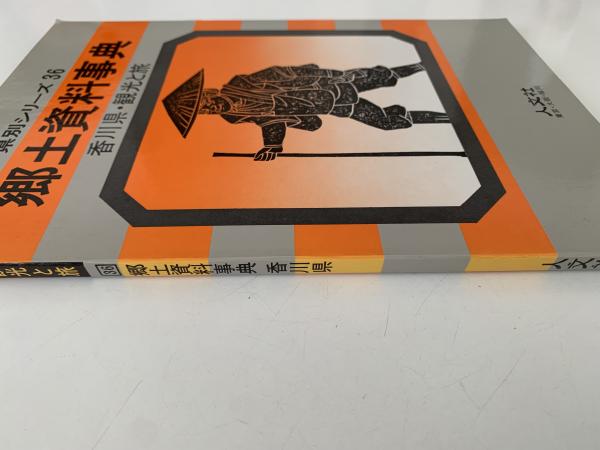 県別シリーズ36
郷土資料事典
香川県・観光と旅
人文社
観光と旅
36 郷土資料事典 香川県
人文社